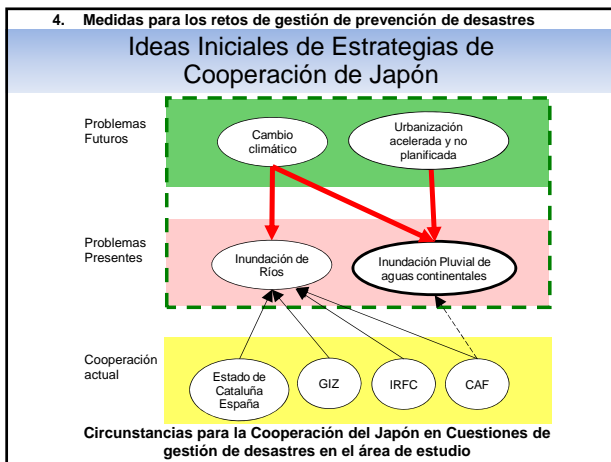 4. Medidas para los retos de gestión de prevención de desastres
Ideas Iniciales de Estrategias de
Cooperación de Japón
Problemas
Futuros
Cambio
climático
Urbanización
acelerada y no
planificada
Problemas
Presentes
Inundación de
Ríos
Inundación Pluvial de
aguas continentales
Cooperación
actual
Estado de
Cataluña
España
GIZ
IRFC
CAF
Circunstancias para la Cooperación del Japón en Cuestiones de
gestión de desastres en el área de estudio